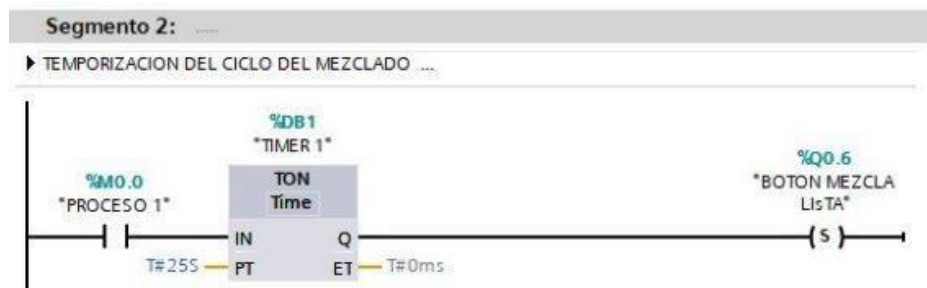 Segmento 2: .....
TEMPORIZACION DEL CICLO DEL MEZCLADO ...
%DB1
"TIMER 1"
%Q0.6
"BOTON MEZCLA
LIsTA"
%M0.0
"PROCESO 1"
TON
Time
IN
Q
( S )
T#25S
PT
ET
T#0ms